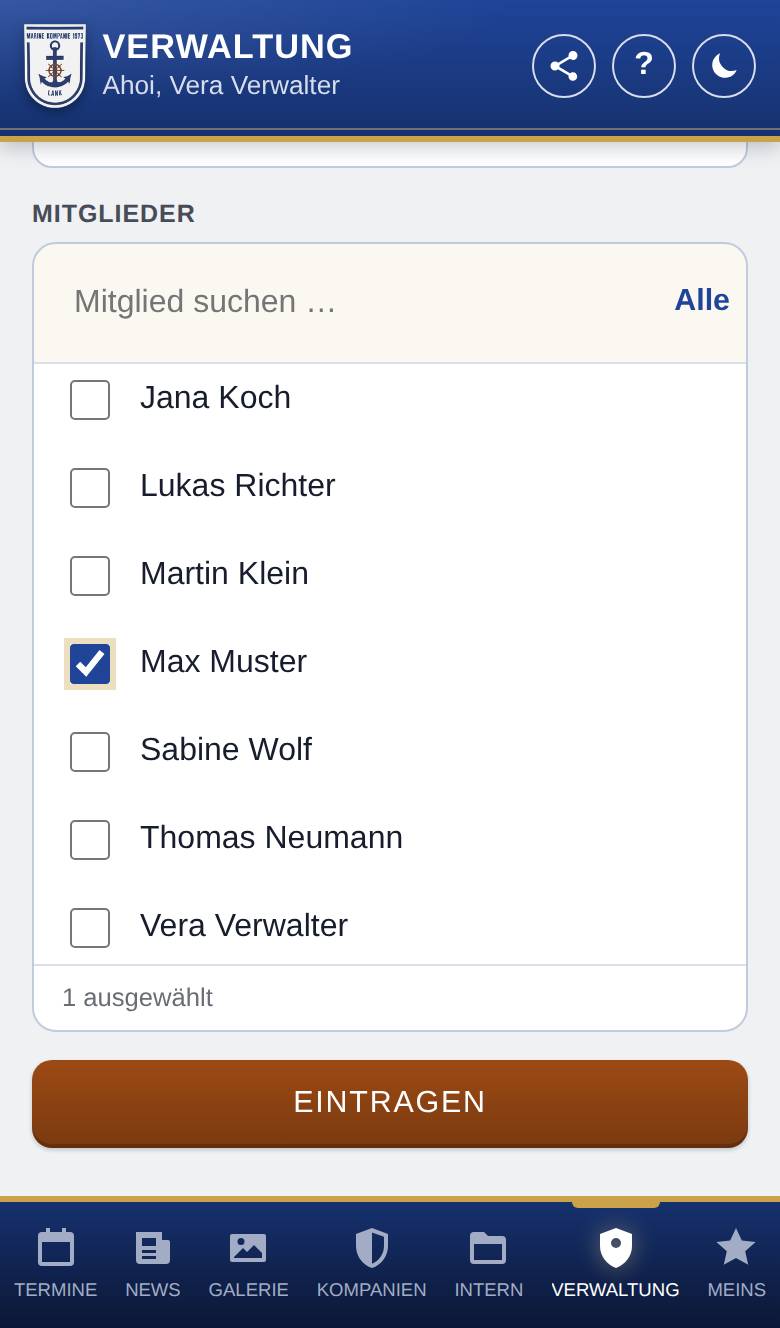 MARINE KOMPANIE 1973
LANK
VERWALTUNG
Ahoi, Vera Verwalter
?
MITGLIEDER
Mitglied suchen …
Alle
Jana Koch
Lukas Richter
Martin Klein
Max Muster
Sabine Wolf
Thomas Neumann
Vera Verwalter
1 ausgewählt
EINTRAGEN
TERMINE NEWS GALERIE KOMPANIEN INTERN VERWALTUNG MEINS